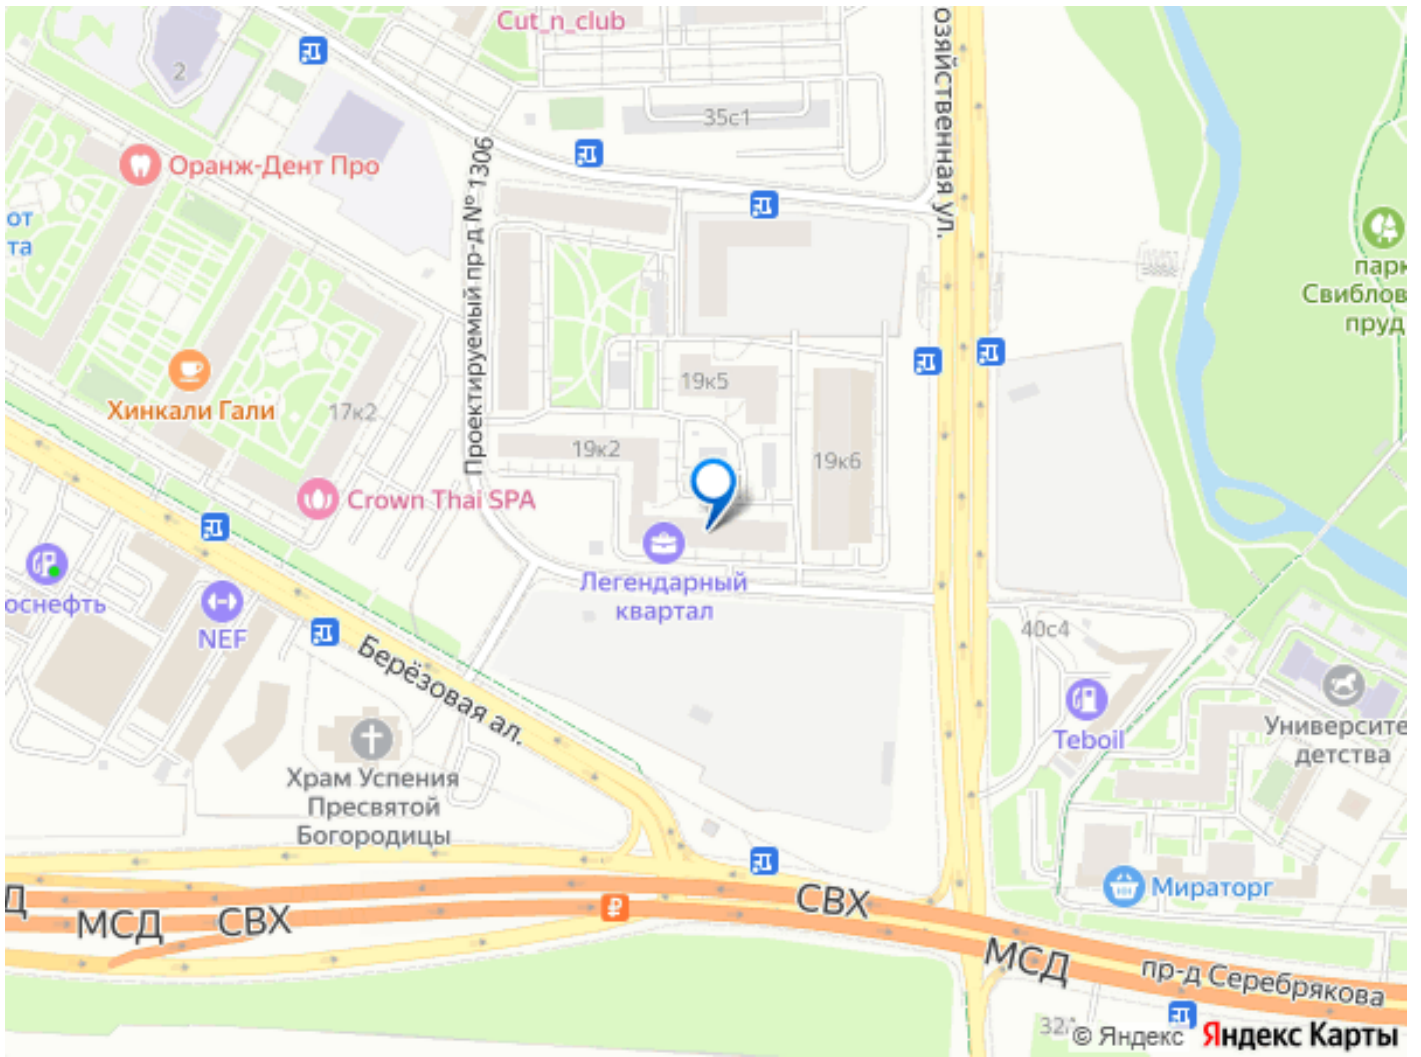 Cut_n_club
2
35с1
озяйственная ул.
Оранж-Дент Про
Проектируемый пр-д № 1306
от
та
парк
Свиблов
пруд
19к5
Хинкали Гали
17к2
19к2
19к6
Crown Thai SPA
Легендарный
квартал
оснефть
NEF
40с4
Берёзовая ал.
Teboil
Университе
детства
Храм Успения
Пресвятой
Богородицы
Мираторг
Д
МСД
СВХ
СВХ
МСД
пр-д Серебрякова
© Яндекс
Яндекс Карты